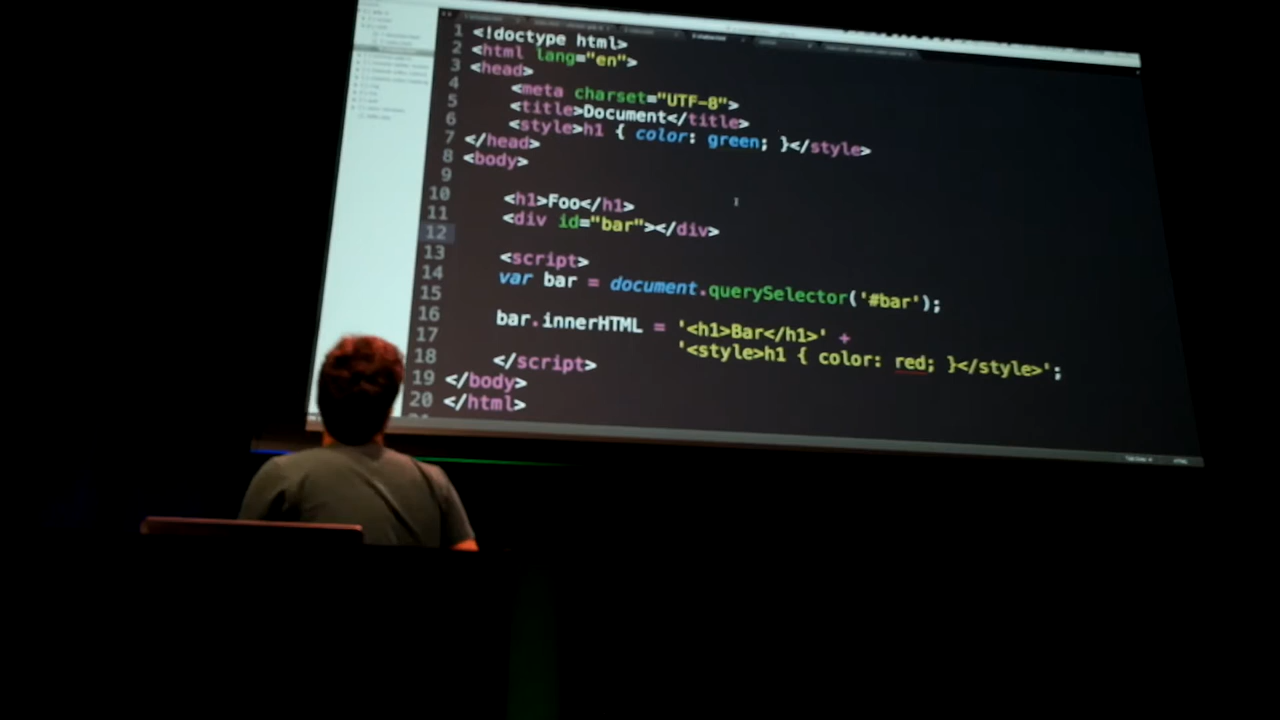 1 <!doctype html>
2 <html lang="en">
3 <head>
4 <meta charset="UTF-8">
5 <title>Document</title>
6 <style>h1 { color: green; }</style>
7 </head>
8 <body>
9
10 <h1>Foo</h1>
11 <div id="bar"></div>
12
13 <script>
14 var bar = document.querySelector('#bar');
15
16 bar.innerHTML = '<h1>Bar</h1>' +
17 '<style>h1 { color: red; }</style>';
18 </script>
19 </body>
20 </html>